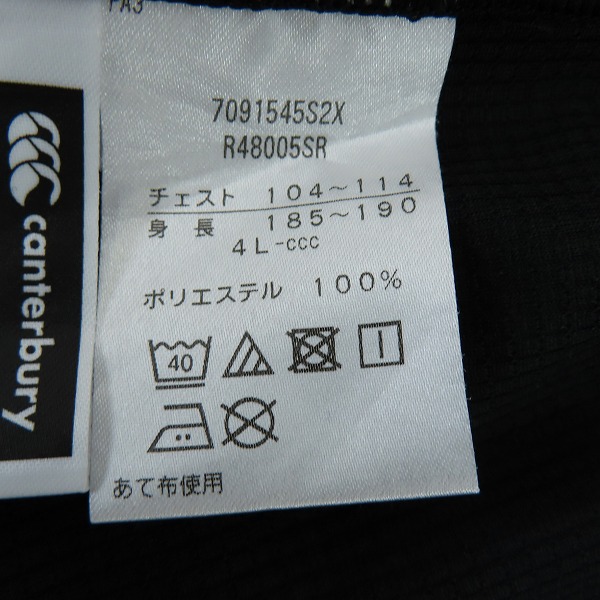 PA3
7091545S2X
R48005SR
チェスト 104～114
身長 185～190
4L-ccc
ポリエステル 100%
40
あて布使用
canterbury